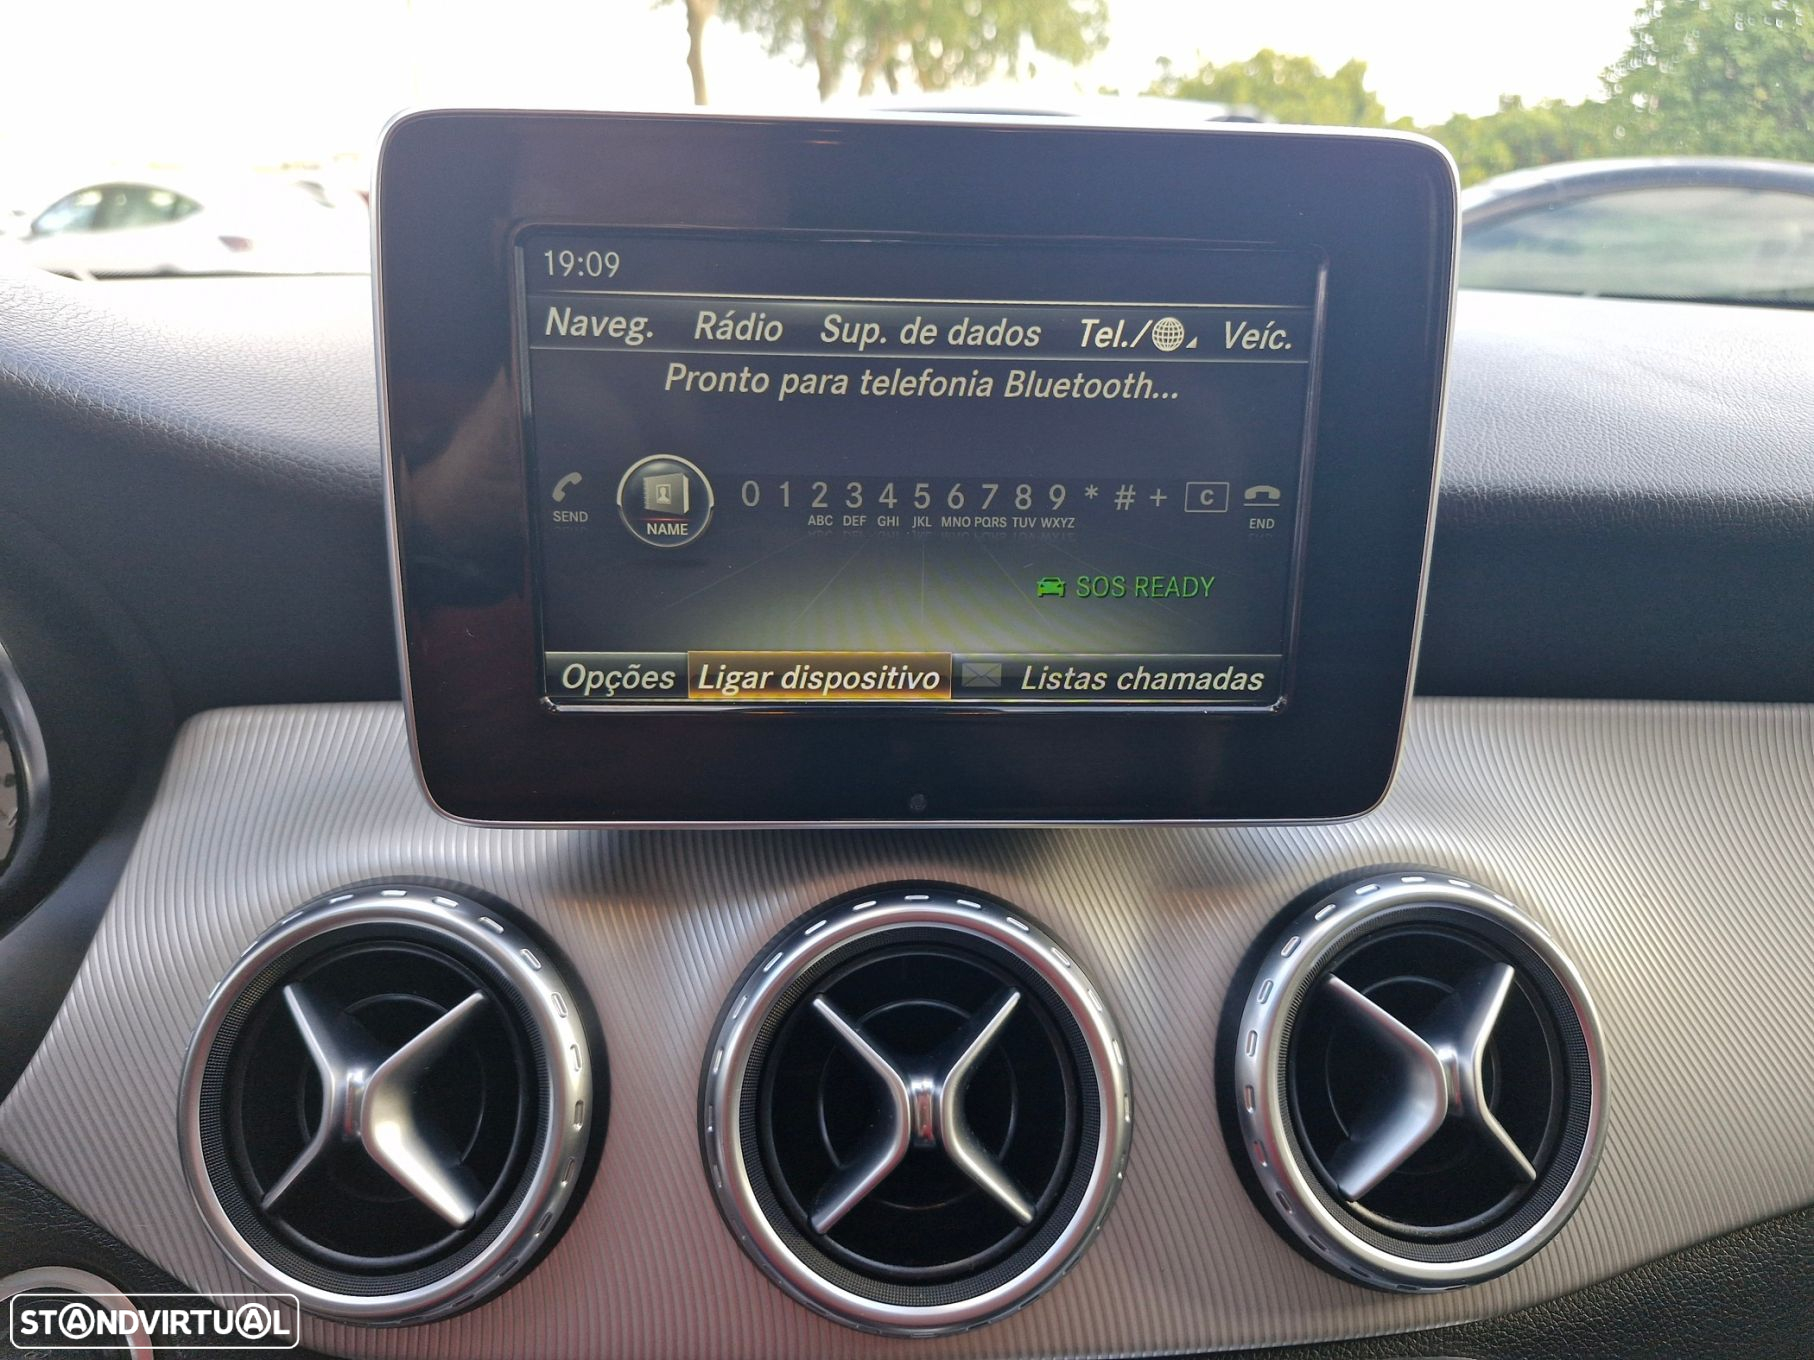 19:09
Naveg. Rádio Sup. de dados Tel./ Veíc.
Pronto para telefonia Bluetooth...
0 1 2 3 4 5 6 7 8 9 * # + C
SEND NAME ABC DEF GHI JKL MNO PQRS TUV WXYZ END
SOS READY
Opções Ligar dispositivo Listas chamadas
STANDVIRTUAL